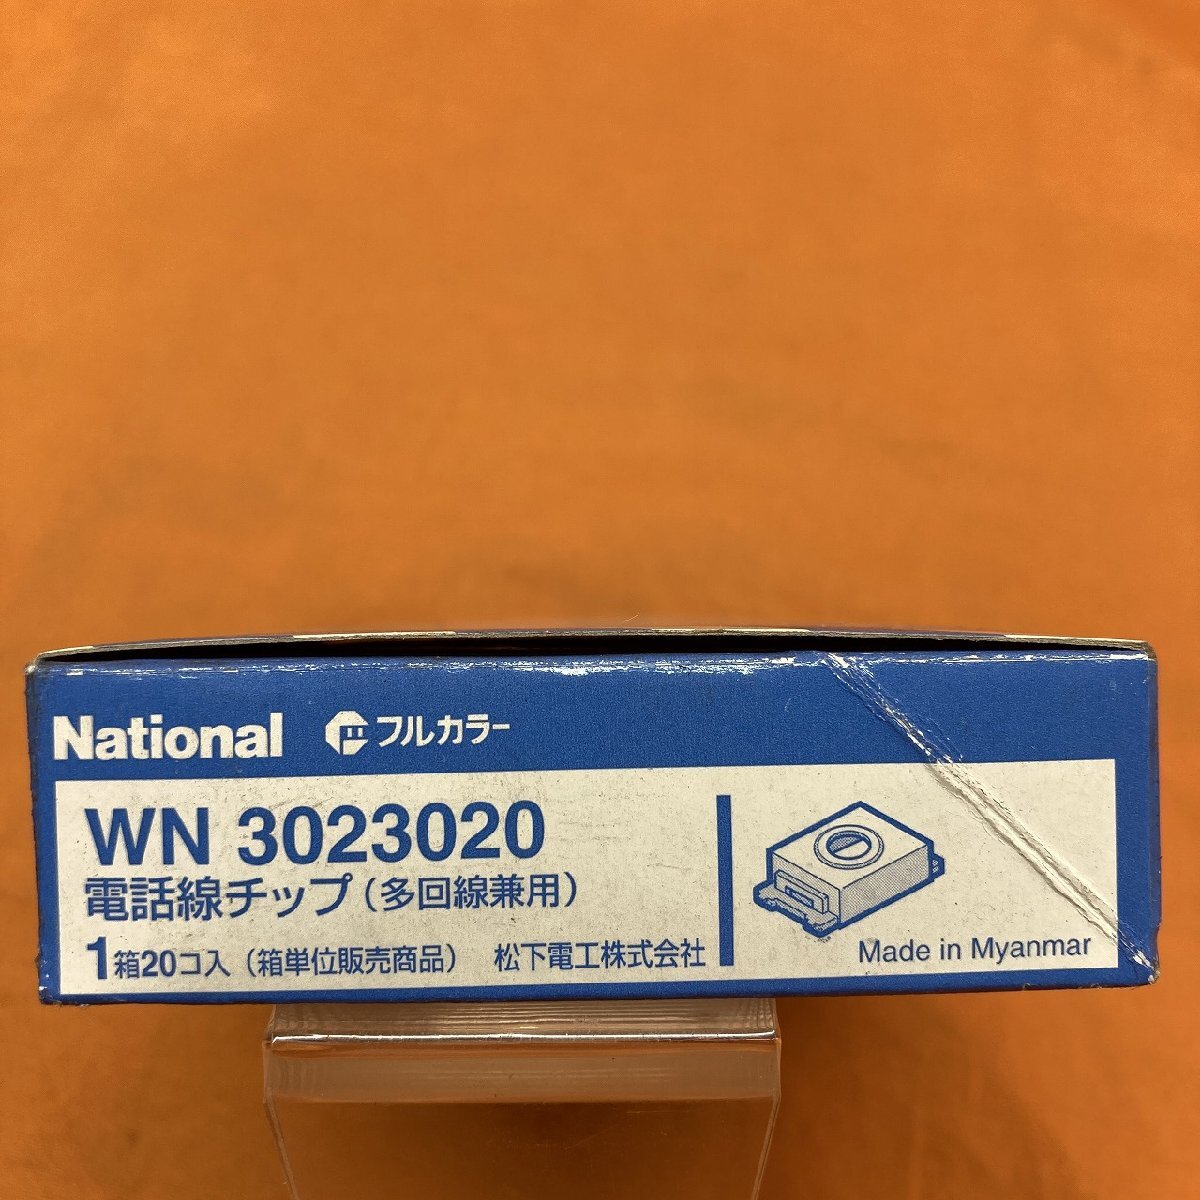 National フルカラー
WN 3023020
電話線チップ(多回線兼用)
1箱20コ入(箱単位販売商品) 松下電工株式会社
Made in Myanmar